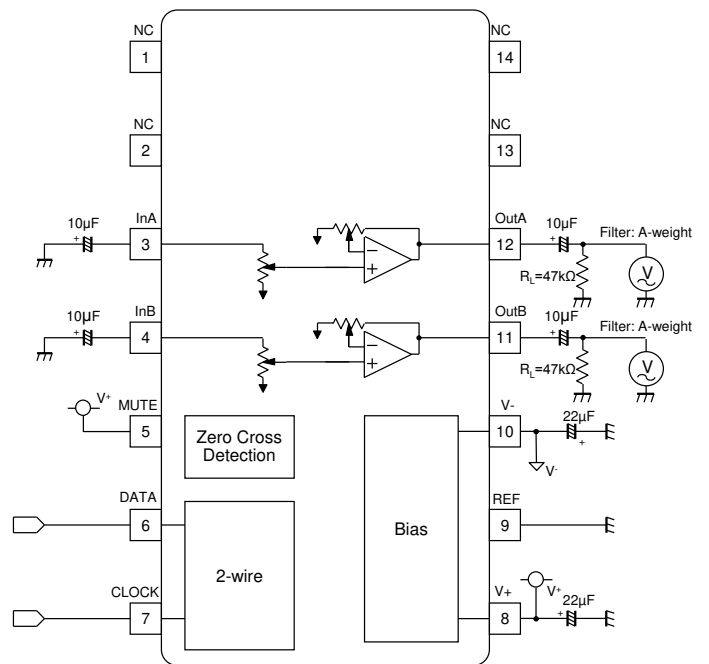 NC
1
NC
14
NC
2
NC
13
10µF
+
InA
3
OutA
12
10µF
+
Filter: A-weight
−
+
RL=47kΩ
V
10µF
+
InB
4
OutB
11
10µF
+
Filter: A-weight
−
+
RL=47kΩ
V
V+
MUTE
5
Zero Cross
Detection
V-
10
22µF
+
V-
DATA
6
REF
9
Bias
2-wire
CLOCK
7
V+
8
V+
22µF
+